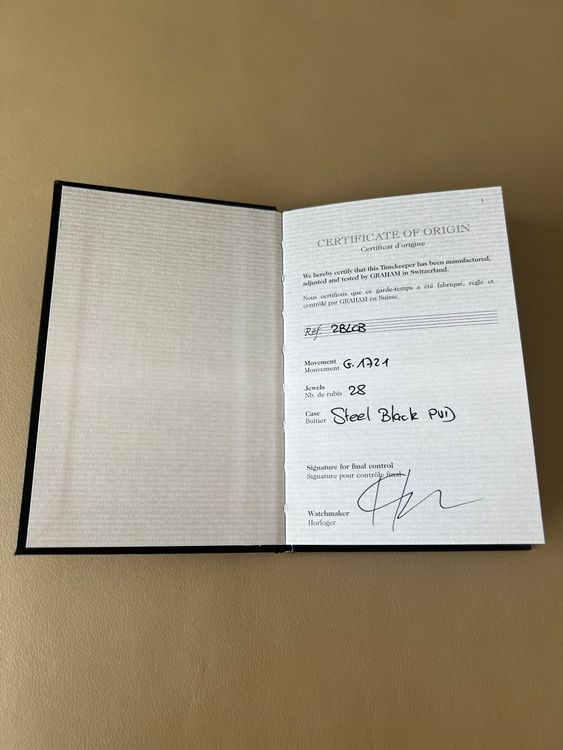 1
CERTIFICATE OF ORIGIN
Certificat d'origine
We hereby certify that this Timekeeper has been manufactured,
adjusted and tested by GRAHAM in Switzerland.
Nous certifions que ce garde-temps a été fabriqué, réglé et
contrôlé par GRAHAM en Suisse.
Réf 2BLCB
Movement
Mouvement G.1721
Jewels
Nb. de rubis 28
Case
Boîtier Steel Black PVD
Signature for final control
Signature pour contrôle final
Watchmaker
Horloger